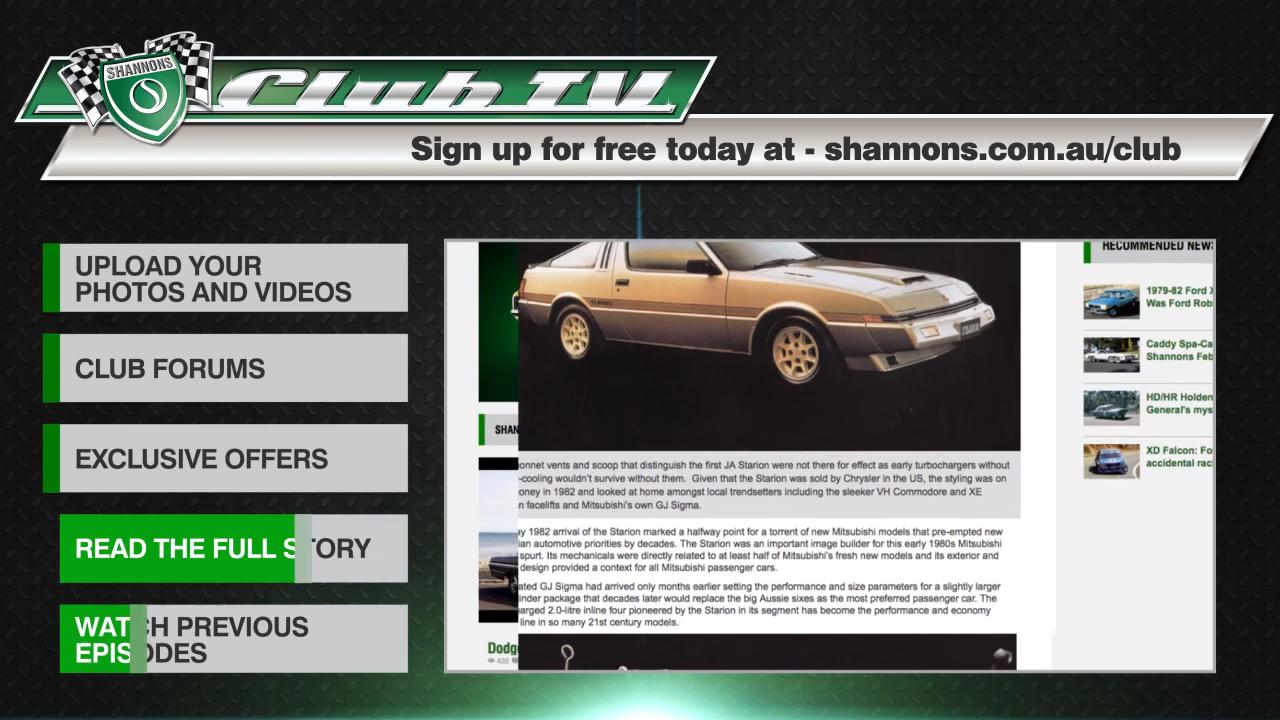 SHANNONS
Club TV
Sign up for free today at - shannons.com.au/club
UPLOAD YOUR
PHOTOS AND VIDEOS
CLUB FORUMS
EXCLUSIVE OFFERS
READ THE FULL STORY
WATCH PREVIOUS
EPISODES
TURBO
SHAN
onnet vents and scoop that distinguish the first JA Starion were not there for effect as early turbochargers without
-cooling wouldn't survive without them. Given that the Starion was sold by Chrysler in the US, the styling was on
oney in 1982 and looked at home amongst local trendsetters including the sleeker VH Commodore and XE
n facelifts and Mitsubishi's own GJ Sigma.
ay 1982 arrival of the Starion marked a halfway point for a torrent of new Mitsubishi models that pre-empted new
ian automotive priorities by decades. The Starion was an important image builder for this early 1980s Mitsubishi
spurt. Its mechanicals were directly related to at least half of Mitsubishi's fresh new models and its exterior and
design provided a context for all Mitsubishi passenger cars.
ated GJ Sigma had arrived only months earlier setting the performance and size parameters for a slightly larger
inder package that decades later would replace the big Aussie sixes as the most preferred passenger car. The
harged 2.0-litre inline four pioneered by the Starion in its segment has become the performance and economy
line in so many 21st century models.
Dodge
435
RECOMMENDED NEWS
1979-82 Ford X
Was Ford Rob
Caddy Spa-Ca
Shannons Feb
HD/HR Holden
General's mys
XD Falcon: Fo
accidental raci